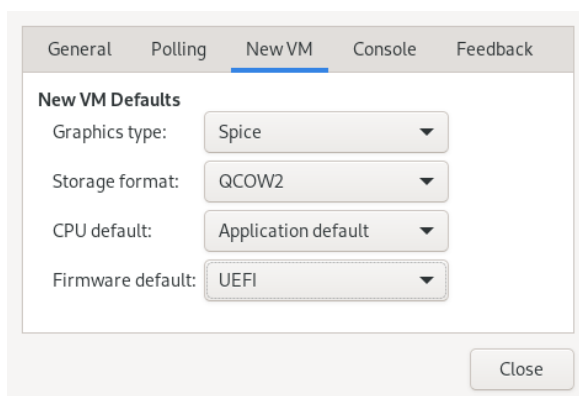 General Polling New VM Console Feedback
New VM Defaults
Graphics type: Spice
Storage format: QCOW2
CPU default: Application default
Firmware default: UEFI
Close